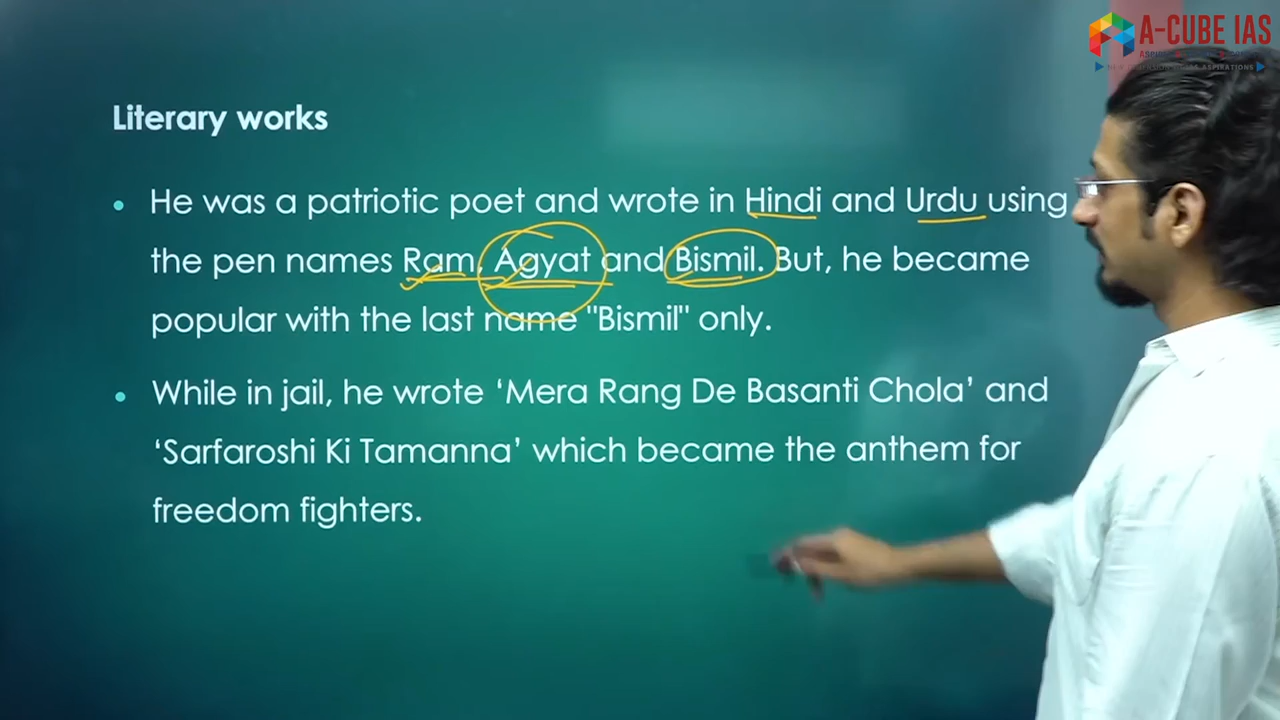 A-CUBE IAS
Literary works
He was a patriotic poet and wrote in Hindi and Urdu using
the pen names Ram, Agyat and Bismil. But, he became
popular with the last name "Bismil" only.
While in jail, he wrote ‘Mera Rang De Basanti Chola’ and
‘Sarfaroshi Ki Tamanna’ which became the anthem for
freedom fighters.